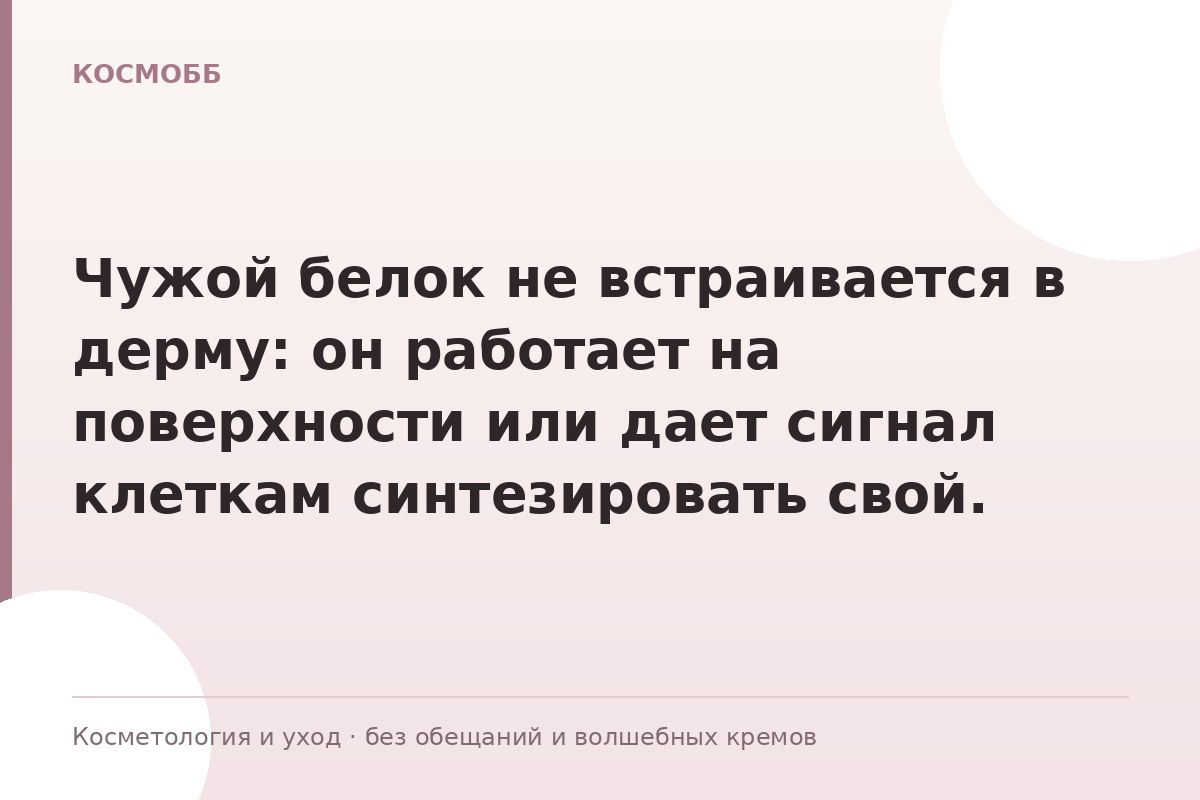 КОСМОББ
Чужой белок не встраивается в
дерму: он работает на
поверхности или дает сигнал
клеткам синтезировать свой.
Косметология и уход · без обещаний и волшебных кремов